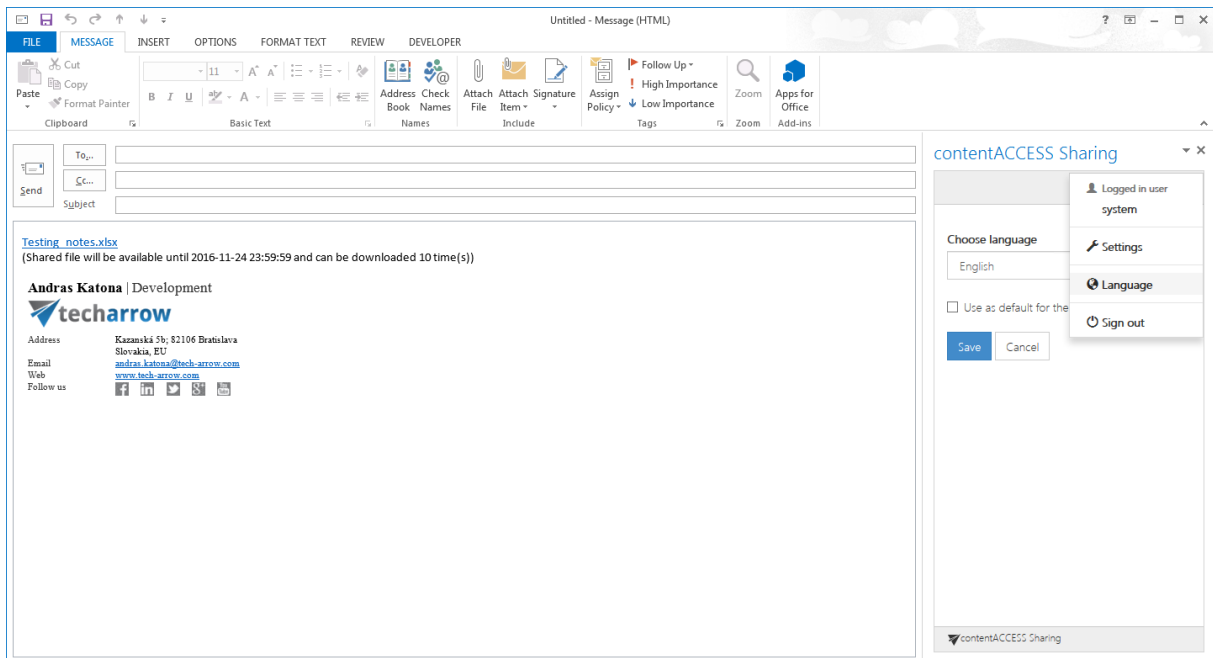 Untitled - Message (HTML)
?
FILE MESSAGE INSERT OPTIONS FORMAT TEXT REVIEW DEVELOPER
Paste
Cut
Copy
Format Painter
Clipboard
11
B I U
Basic Text
Address Book
Check Names
Names
Attach File
Attach Item
Signature
Include
Assign Policy
Follow Up
High Importance
Low Importance
Tags
Zoom
Zoom
Apps for Office
Add-ins
Send
To...
Cc...
Subject
Testing_notes.xlsx
(Shared file will be available until 2016-11-24 23:59:59 and can be downloaded 10 time(s))
Andras Katona | Development
techarrow
Address Kazanská 5b; 82106 Bratislava
Slovakia, EU
Email andras.katona@tech-arrow.com
Web www.tech-arrow.com
Follow us
contentACCESS Sharing
Logged in user
system
Settings
Language
Sign out
Choose language
English
Use as default for the
Save Cancel
contentACCESS Sharing